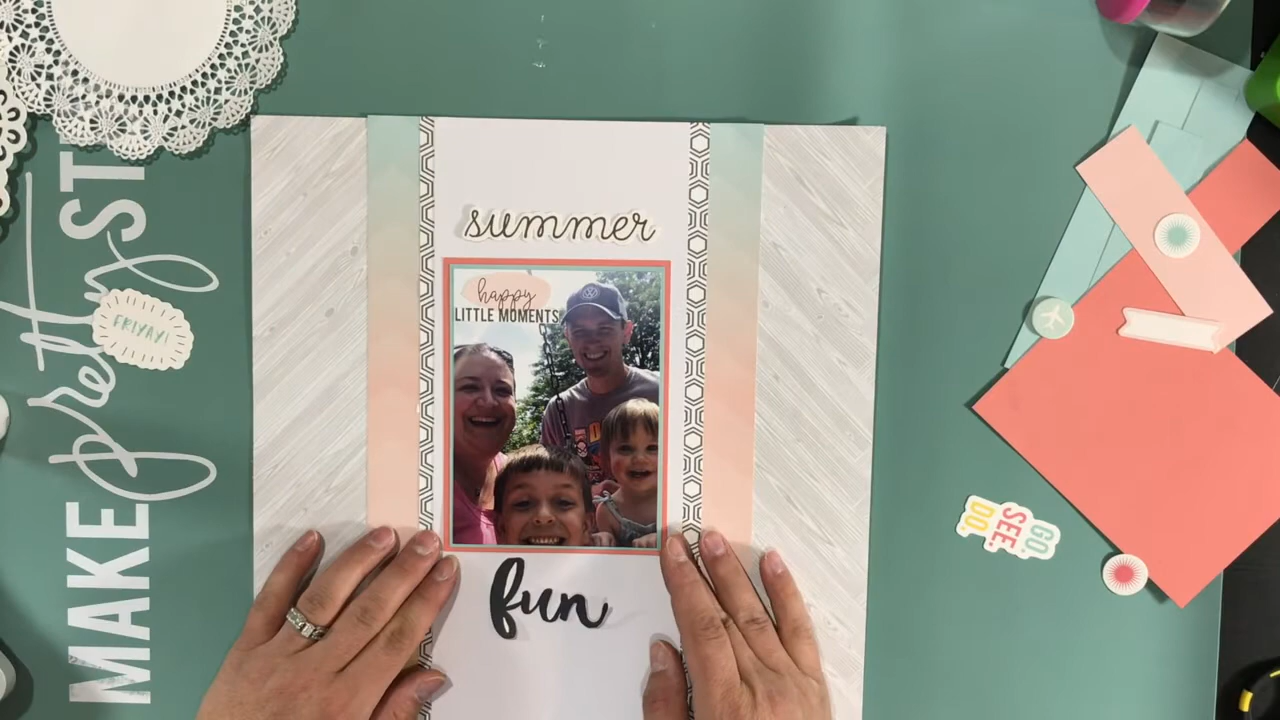 summer
happy
LITTLE MOMENTS
fun
MAKE pretty ST
FRIYAY!
GO.
SEE.
DO.